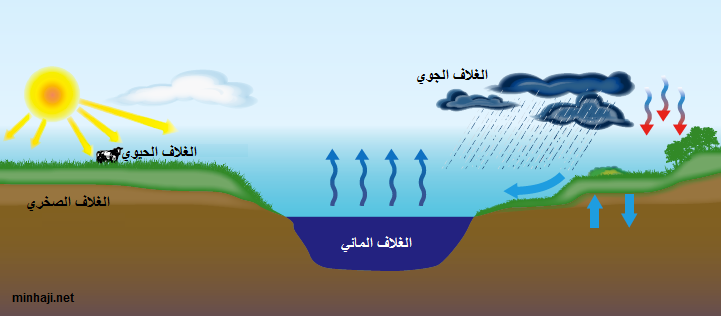 الغلاف الجوي
الغلاف الحيوي
الغلاف الصخري
الغلاف المائي
minhaji.net